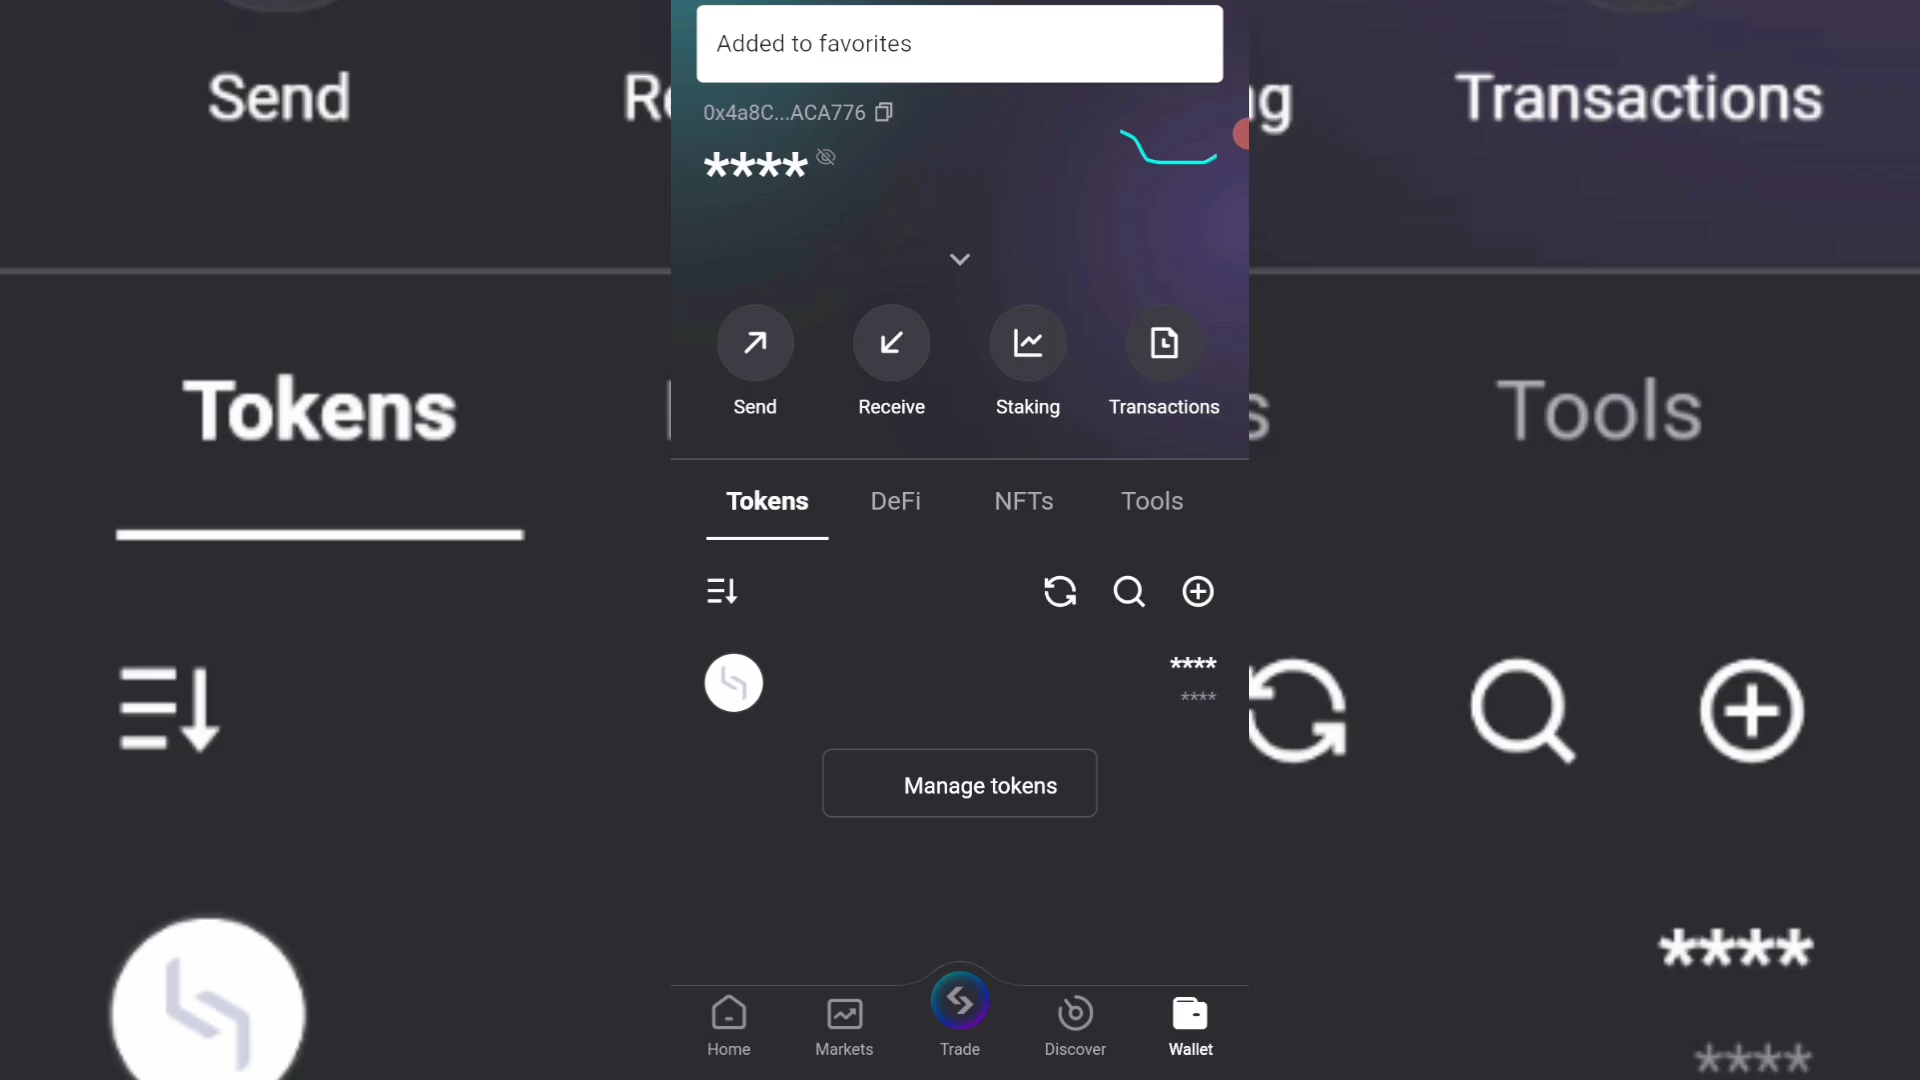 Added to favorites
0x4a8C...ACA776
****
Send
Receive
Staking
Transactions
Tokens
DeFi
NFTs
Tools
****
****
Manage tokens
Home
Markets
Trade
Discover
Wallet
Send
Transactions
Tokens
Tools
****
****